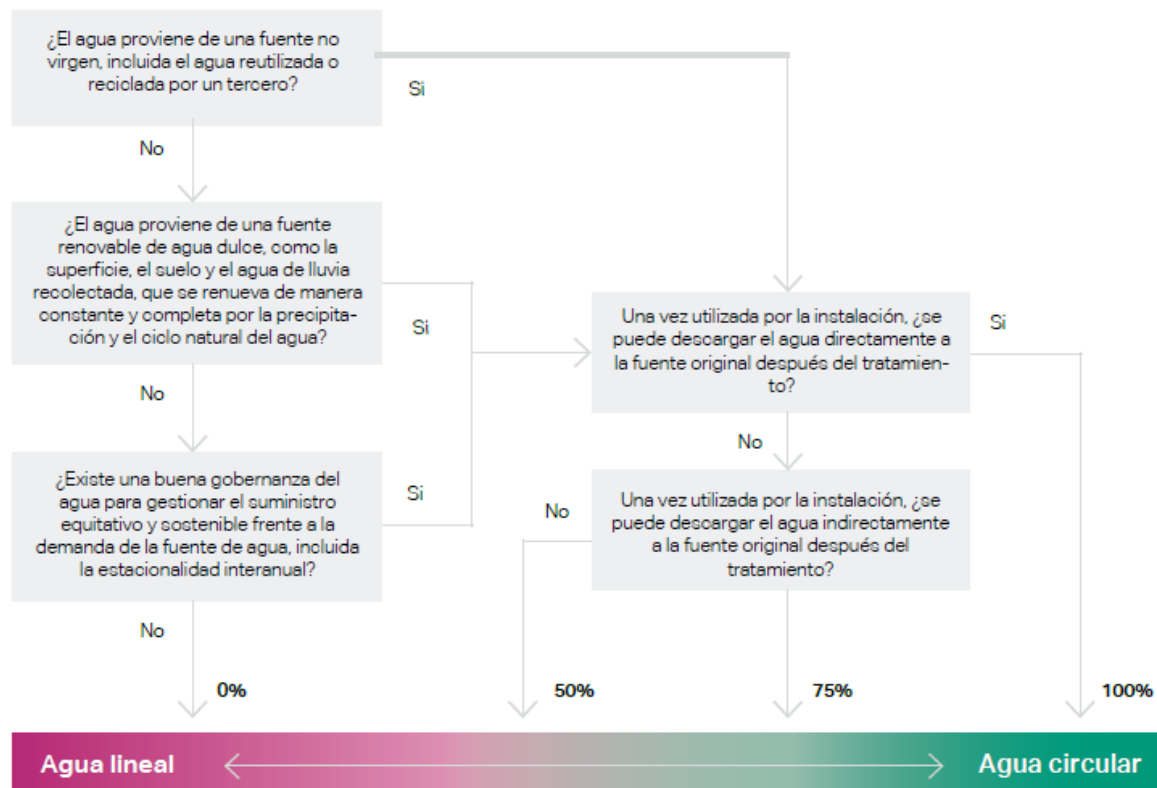 ¿El agua proviene de una fuente no
virgen, incluida el agua reutilizada o
reciclada por un tercero?
Si
No
¿El agua proviene de una fuente
renovable de agua dulce, como la
superficie, el suelo y el agua de lluvia
recolectada, que se renueva de manera
constante y completa por la precipita-
ción y el ciclo natural del agua?
Si
No
¿Existe una buena gobernanza del
agua para gestionar el suministro
equitativo y sostenible frente a la
demanda de la fuente de agua, incluida
la estacionalidad interanual?
Si
No
Una vez utilizada por la instalación, ¿se
puede descargar el agua directamente a
la fuente original después del tratamien-
to?
Si
No
Una vez utilizada por la instalación, ¿se
puede descargar el agua indirectamente
a la fuente original después del
tratamiento?
No
0%
50%
75%
100%
Agua lineal
Agua circular